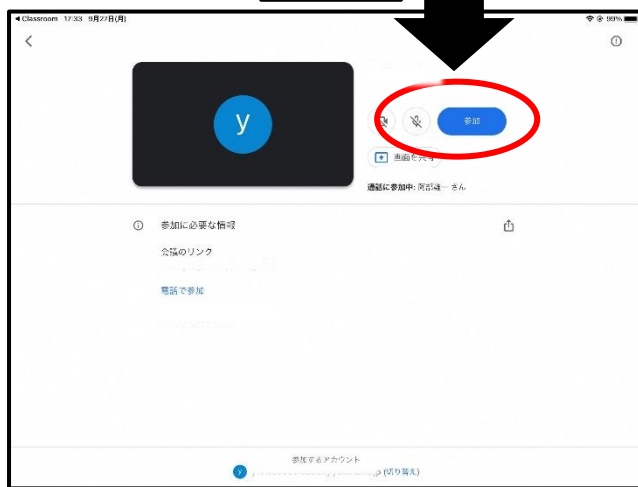 Classroom 17:33 9月27日(月)
99%
y
参加
画面を共有
通話に参加中: 阿部雄一 さん
参加に必要な情報
会議のリンク
電話で参加
参加するアカウント
y
(切り替え)